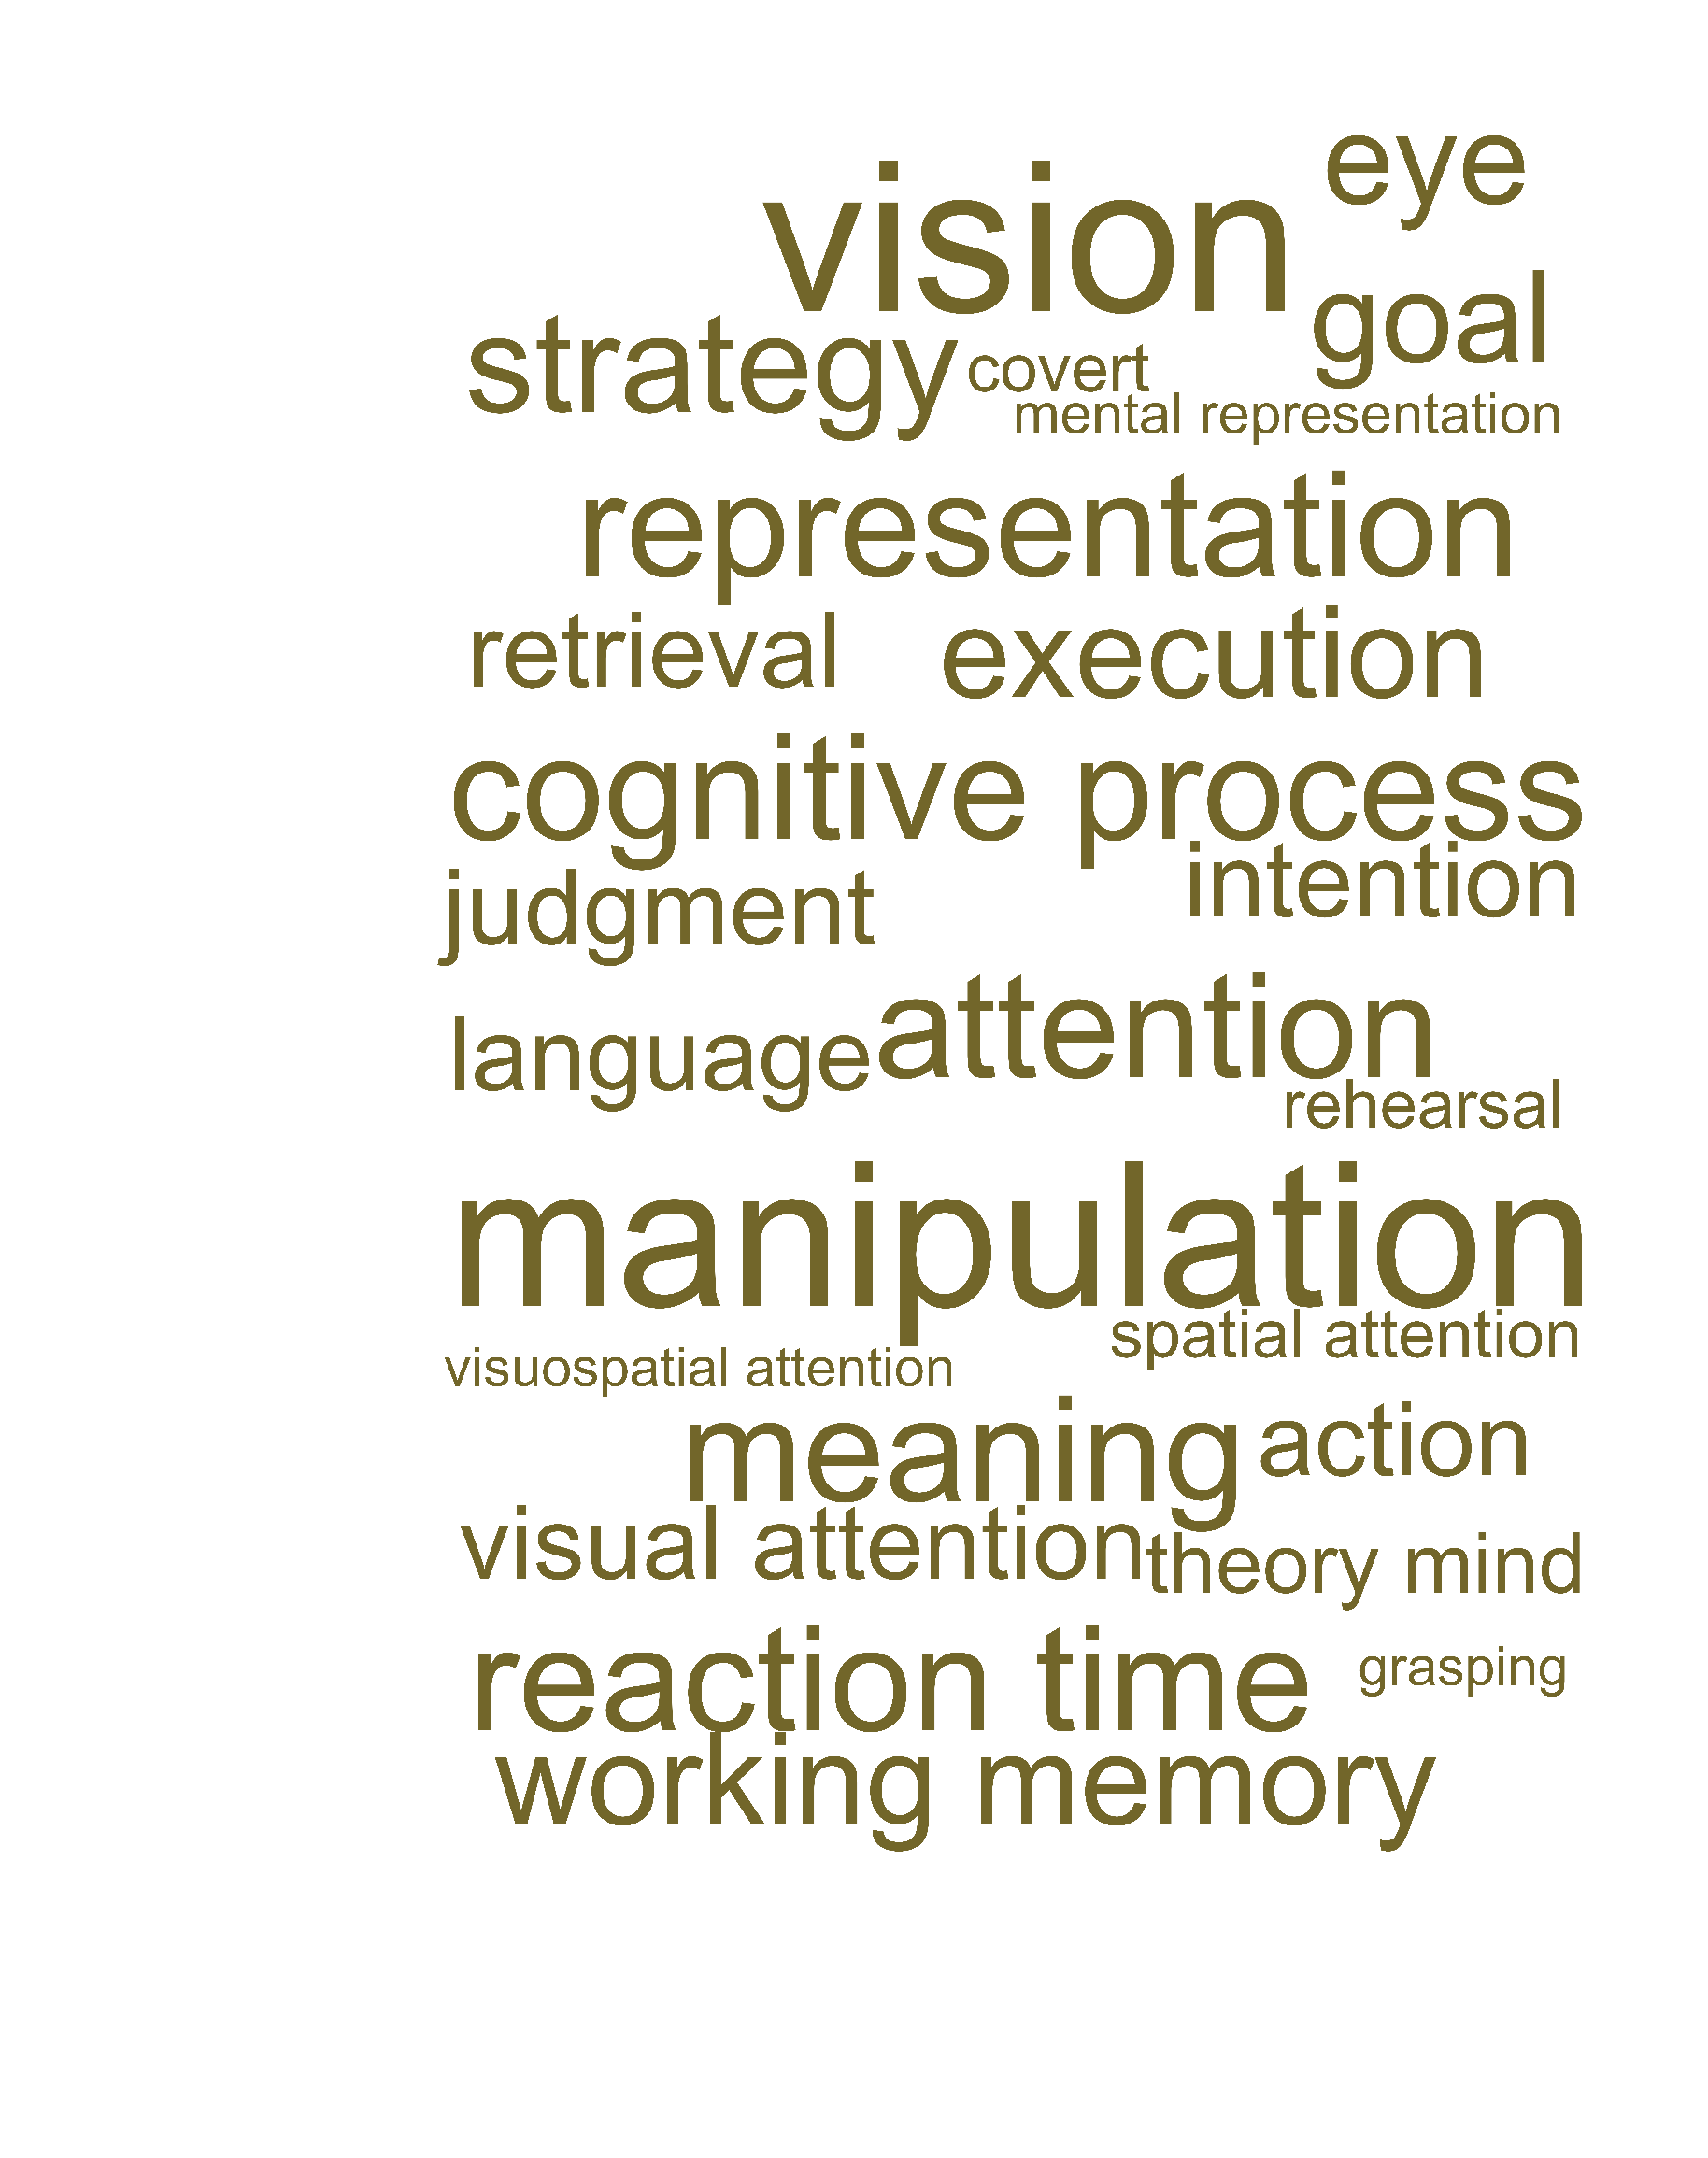 eye
vision
goal
strategy covert
mental representation
representation
retrieval execution
cognitive process
intention
judgment
attention
language
rehearsal
manipulation
spatial attention
visuospatial attention
meaning action
visual attention theory mind
reaction time grasping
working memory